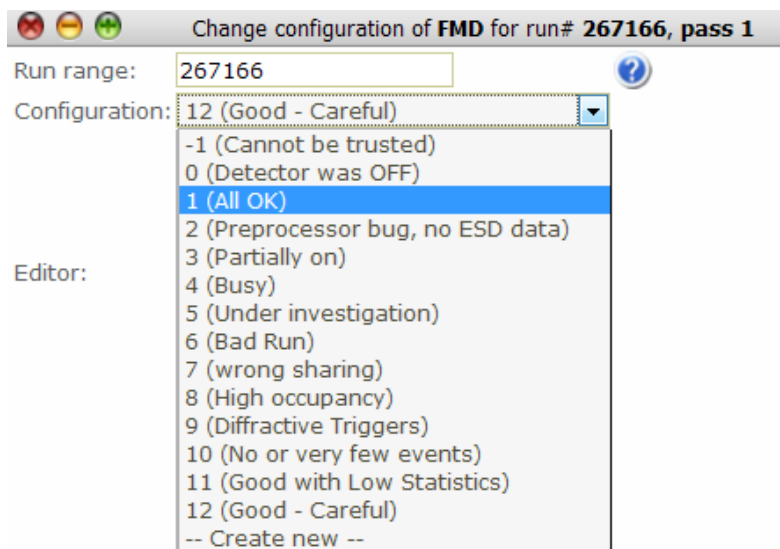 Change configuration of FMD for run# 267166, pass 1
Run range: 267166
Configuration: 12 (Good - Careful)
-1 (Cannot be trusted)
0 (Detector was OFF)
1 (All OK)
2 (Preprocessor bug, no ESD data)
3 (Partially on)
4 (Busy)
Editor:
5 (Under investigation)
6 (Bad Run)
7 (wrong sharing)
8 (High occupancy)
9 (Diffractive Triggers)
10 (No or very few events)
11 (Good with Low Statistics)
12 (Good - Careful)
-- Create new --